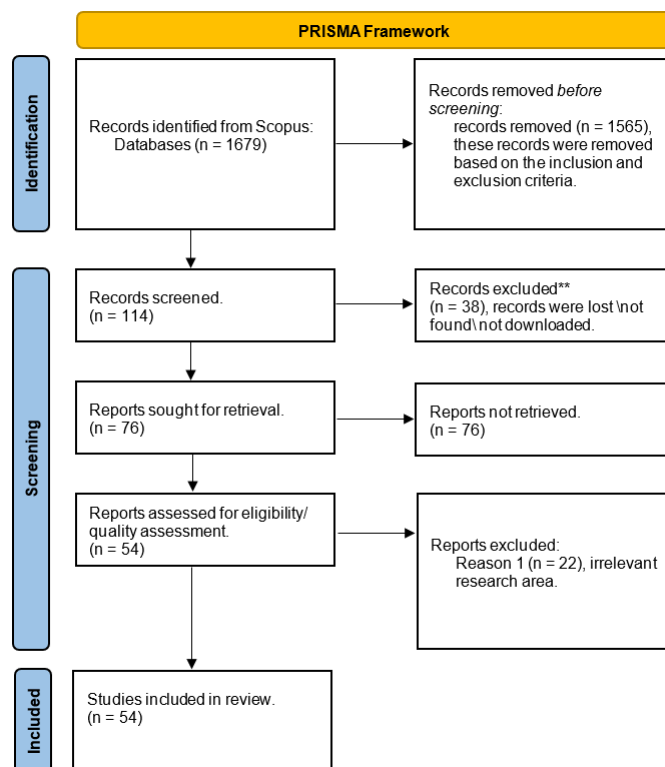 PRISMA Framework
Identification
Records identified from Scopus:
Databases (n = 1679)
Records removed before
screening:
records removed (n = 1565),
these records were removed
based on the inclusion and
exclusion criteria.
Screening
Records screened.
(n = 114)
Records excluded**
(n = 38), records were lost \not
found\not downloaded.
Reports sought for retrieval.
(n = 76)
Reports not retrieved.
(n = 76)
Reports assessed for eligibility/
quality assessment.
(n = 54)
Reports excluded:
Reason 1 (n = 22), irrelevant
research area.
Included
Studies included in review.
(n = 54)